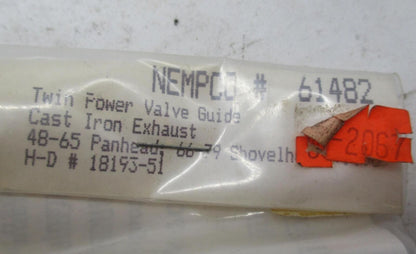 NEMPCO # 61482
Twin Power Valve Guide
Cast Iron Exhaust
48-65 Panhead, 66-79 Shovelh
H-D # 18193-51